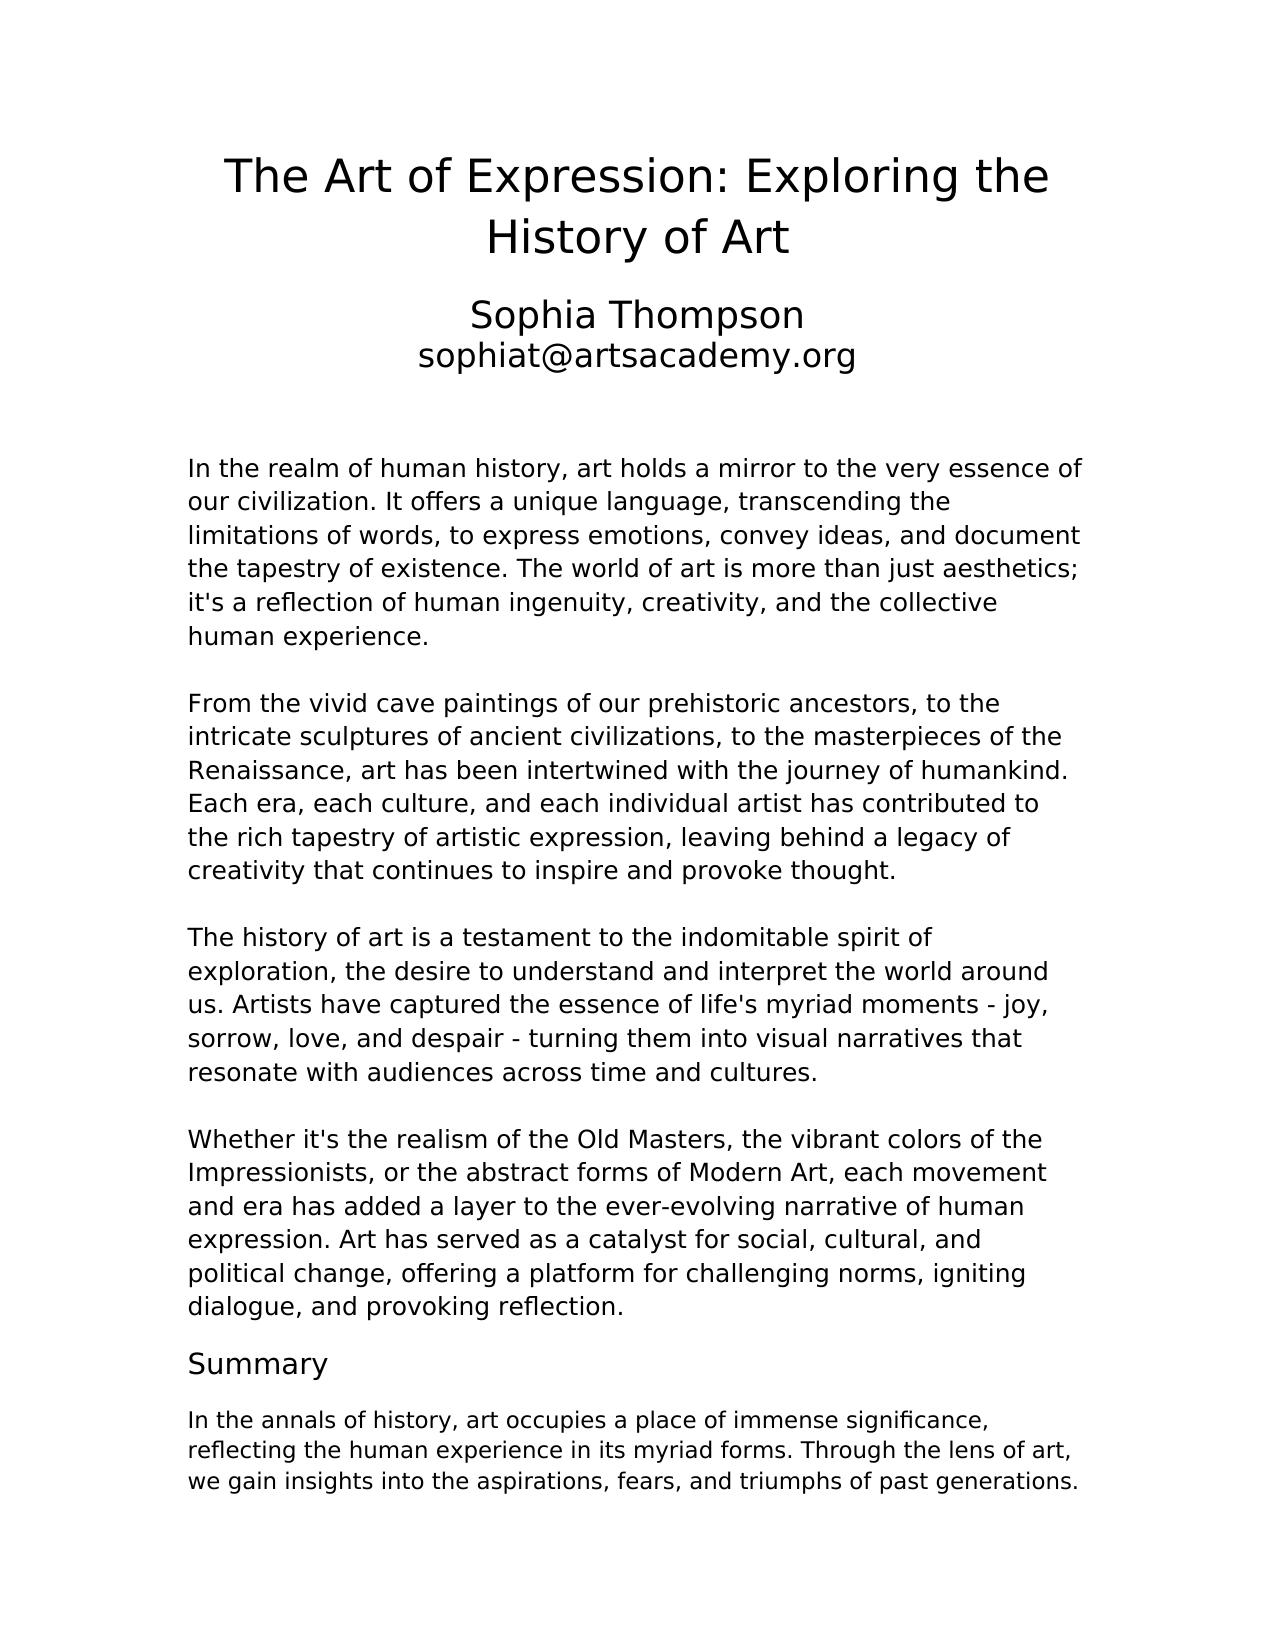 The Art of Expression: Exploring the
History of Art
Sophia Thompson
sophiat@artsacademy.org
In the realm of human history, art holds a mirror to the very essence of
our civilization. It offers a unique language, transcending the
limitations of words, to express emotions, convey ideas, and document
the tapestry of existence. The world of art is more than just aesthetics;
it's a reflection of human ingenuity, creativity, and the collective
human experience.
From the vivid cave paintings of our prehistoric ancestors, to the
intricate sculptures of ancient civilizations, to the masterpieces of the
Renaissance, art has been intertwined with the journey of humankind.
Each era, each culture, and each individual artist has contributed to
the rich tapestry of artistic expression, leaving behind a legacy of
creativity that continues to inspire and provoke thought.
The history of art is a testament to the indomitable spirit of
exploration, the desire to understand and interpret the world around
us. Artists have captured the essence of life's myriad moments - joy,
sorrow, love, and despair - turning them into visual narratives that
resonate with audiences across time and cultures.
Whether it's the realism of the Old Masters, the vibrant colors of the
Impressionists, or the abstract forms of Modern Art, each movement
and era has added a layer to the ever-evolving narrative of human
expression. Art has served as a catalyst for social, cultural, and
political change, offering a platform for challenging norms, igniting
dialogue, and provoking reflection.
Summary
In the annals of history, art occupies a place of immense significance,
reflecting the human experience in its myriad forms. Through the lens of art,
we gain insights into the aspirations, fears, and triumphs of past generations.